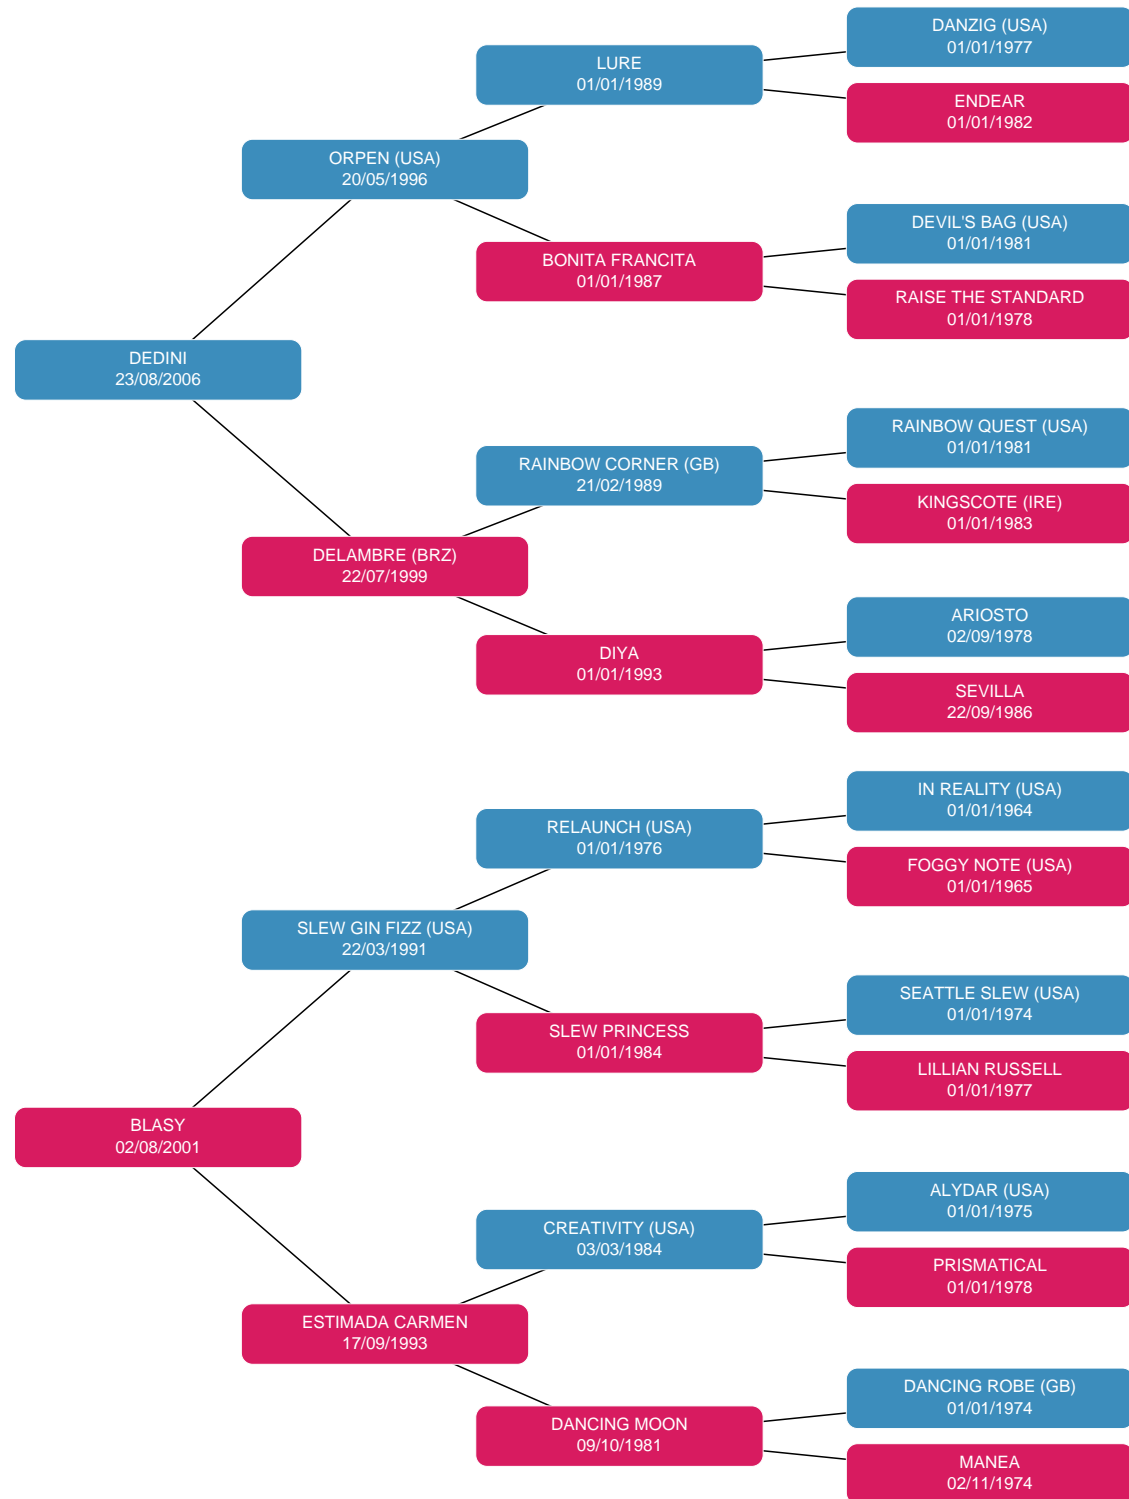 DANZIG (USA)
01/01/1977
LURE
01/01/1989
ENDEAR
01/01/1982
ORPEN (USA)
20/05/1996
DEVIL'S BAG (USA)
01/01/1981
BONITA FRANCITA
01/01/1987
RAISE THE STANDARD
01/01/1978
DEDINI
23/08/2006
RAINBOW QUEST (USA)
01/01/1981
RAINBOW CORNER (GB)
21/02/1989
KINGSCOTE (IRE)
01/01/1983
DELAMBRE (BRZ)
22/07/1999
ARIOSTO
02/09/1978
DIYA
01/01/1993
SEVILLA
22/09/1986
IN REALITY (USA)
01/01/1964
RELAUNCH (USA)
01/01/1976
FOGGY NOTE (USA)
01/01/1965
SLEW GIN FIZZ (USA)
22/03/1991
SEATTLE SLEW (USA)
01/01/1974
SLEW PRINCESS
01/01/1984
LILLIAN RUSSELL
01/01/1977
BLASY
02/08/2001
ALYDAR (USA)
01/01/1975
CREATIVITY (USA)
03/03/1984
PRISMATICAL
01/01/1978
ESTIMADA CARMEN
17/09/1993
DANCING ROBE (GB)
01/01/1974
DANCING MOON
09/10/1981
MANEA
02/11/1974